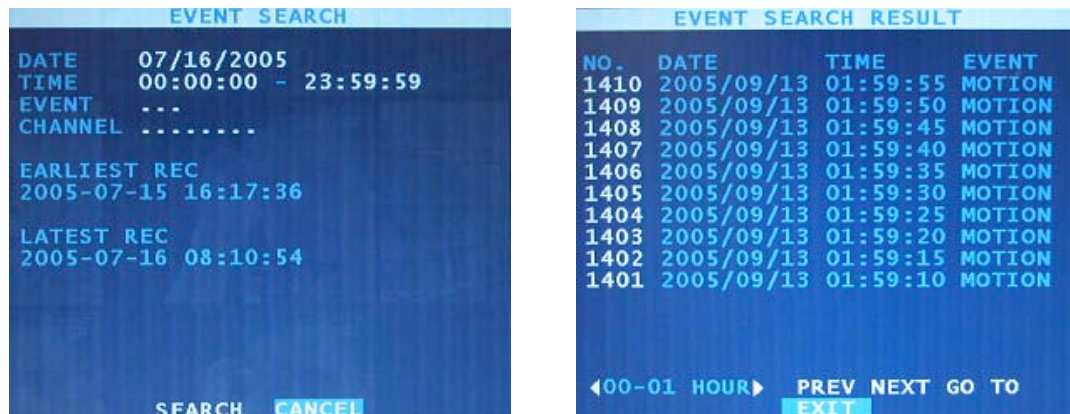 EVENT SEARCH
DATE 07/16/2005
TIME 00:00:00 - 23:59:59
EVENT ...
CHANNEL ........
EARLIEST REC
2005-07-15 16:17:36
LATEST REC
2005-07-16 08:10:54
SEARCH CANCEL
EVENT SEARCH RESULT
NO. DATE TIME EVENT
1410 2005/09/13 01:59:55 MOTION
1409 2005/09/13 01:59:50 MOTION
1408 2005/09/13 01:59:45 MOTION
1407 2005/09/13 01:59:40 MOTION
1406 2005/09/13 01:59:35 MOTION
1405 2005/09/13 01:59:30 MOTION
1404 2005/09/13 01:59:25 MOTION
1403 2005/09/13 01:59:20 MOTION
1402 2005/09/13 01:59:15 MOTION
1401 2005/09/13 01:59:10 MOTION
00-01 HOUR PREV NEXT GO TO
EXIT